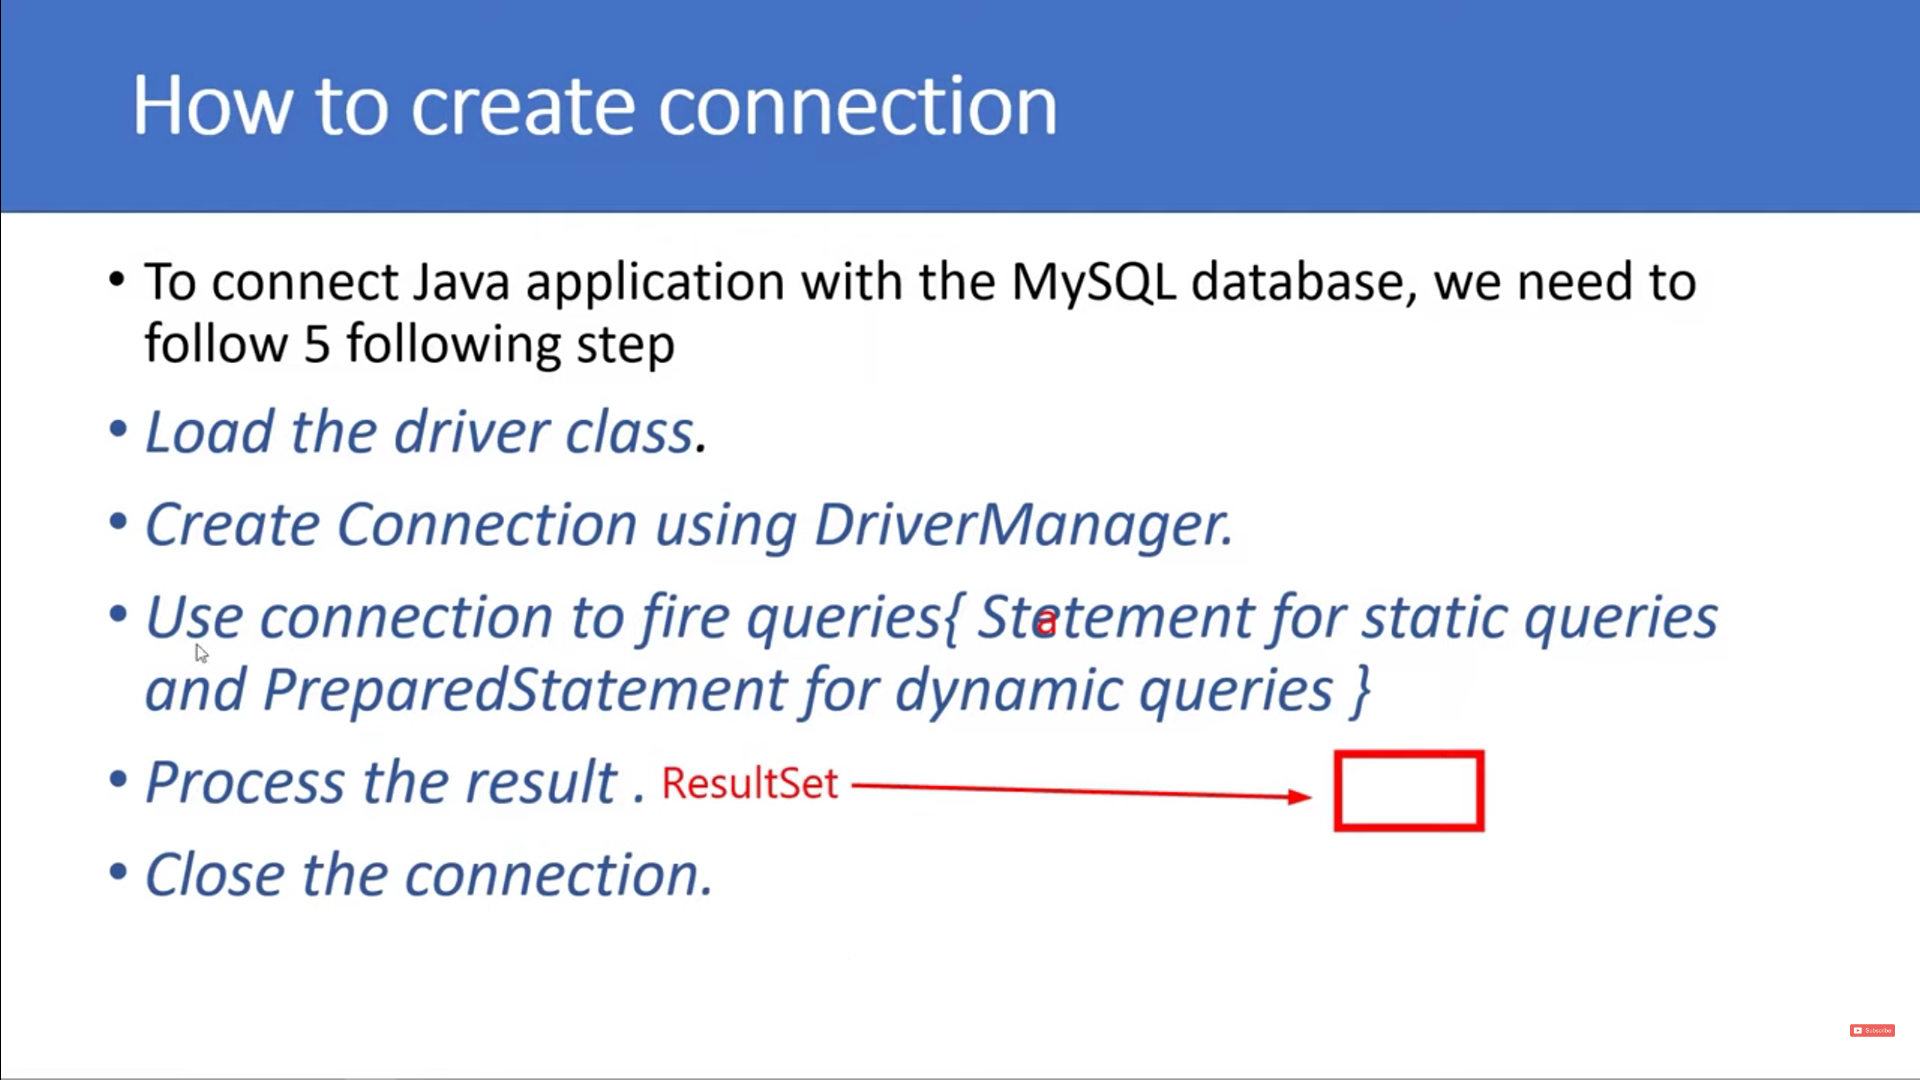 How to create connection
• To connect Java application with the MySQL database, we need to
follow 5 following step
• Load the driver class.
• Create Connection using DriverManager.
• Use connection to fire queries{ Statement for static queries
and PreparedStatement for dynamic queries }
• Process the result . ResultSet
• Close the connection.
Subscribe